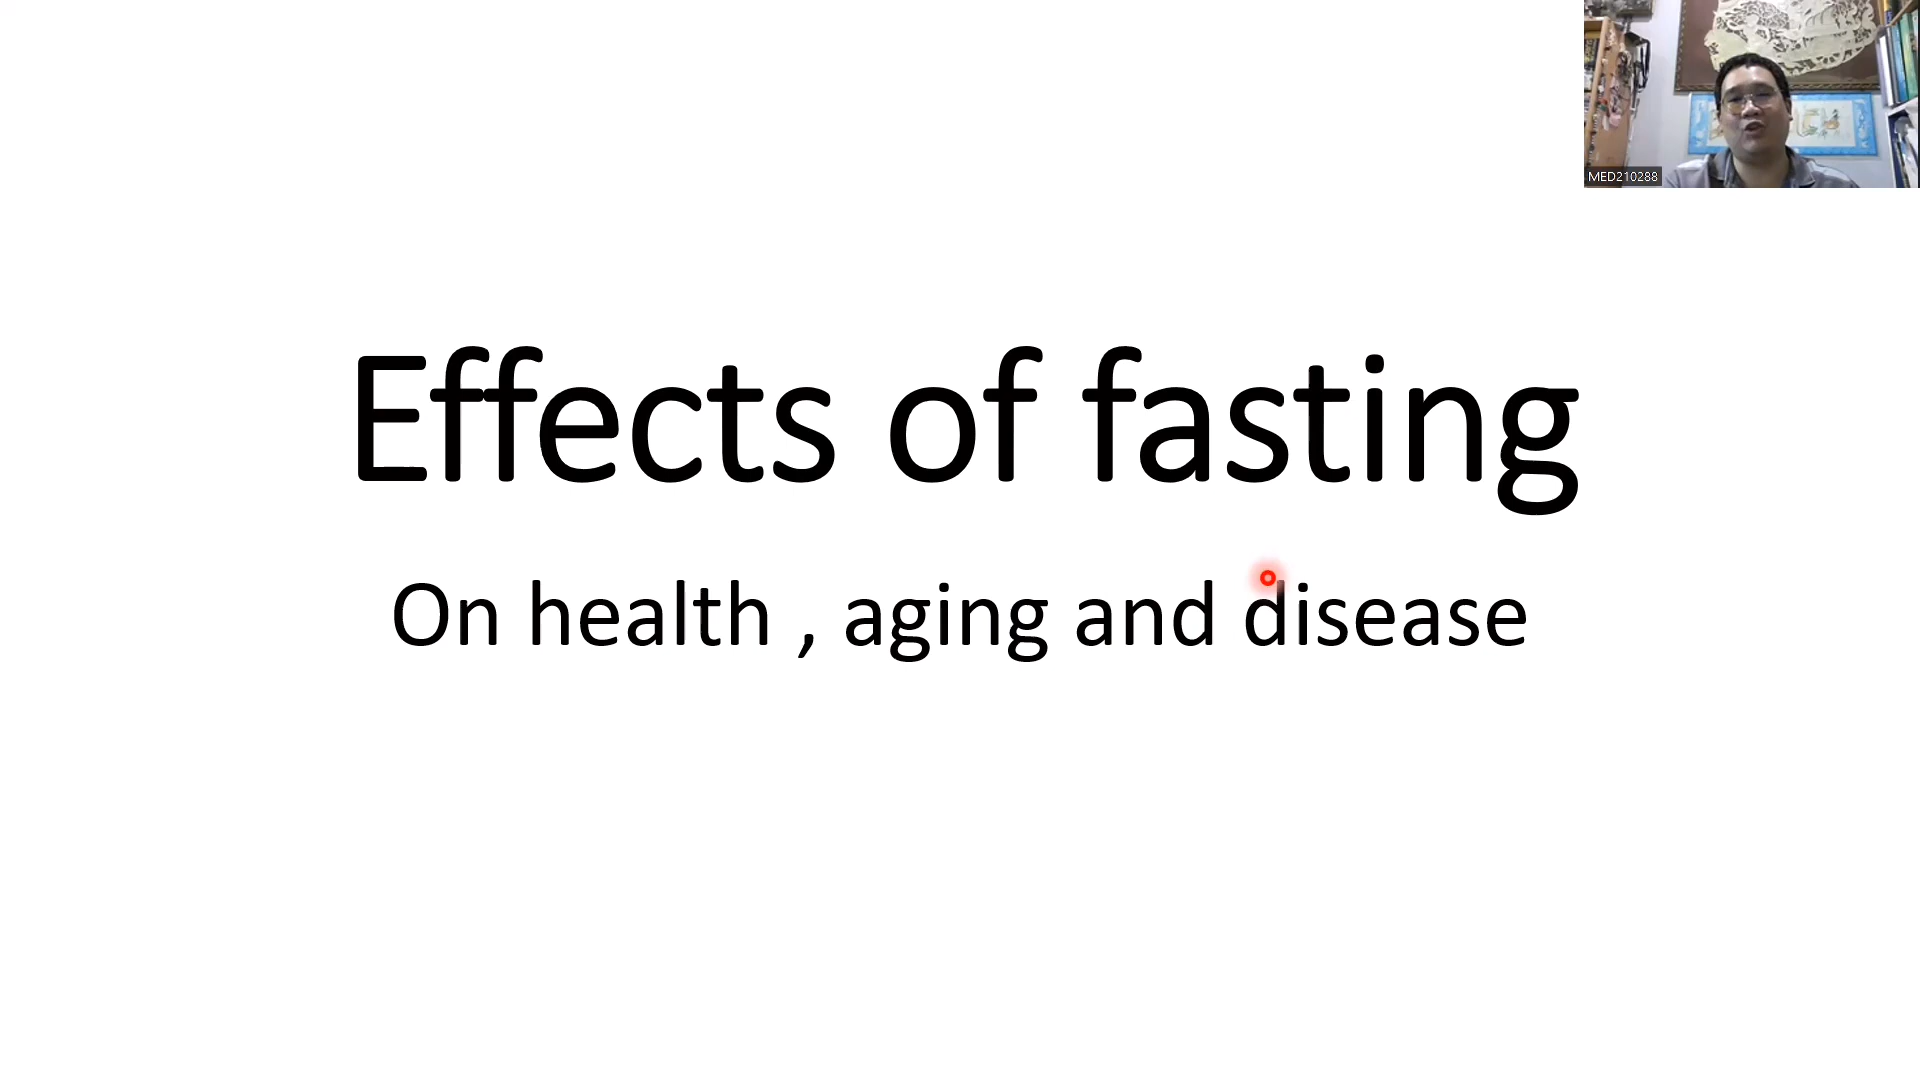 MED210288
Effects of fasting
On health , aging and disease